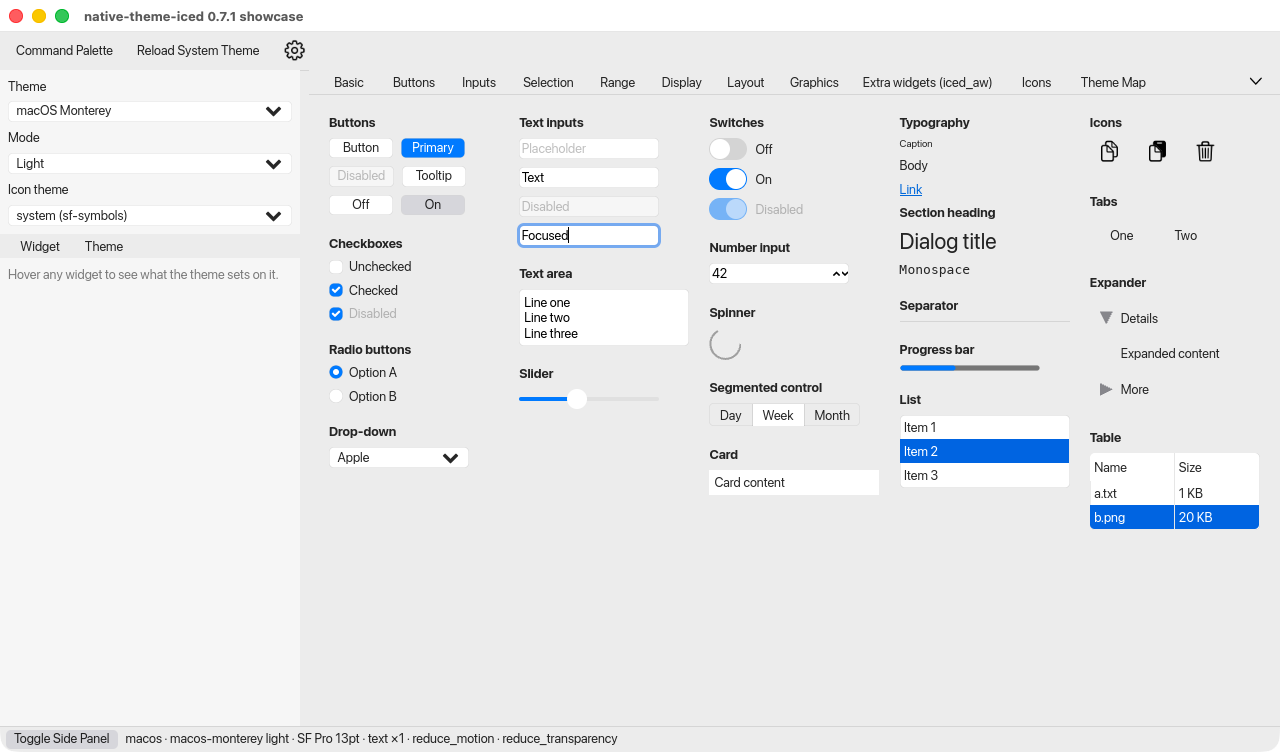 native-theme-iced 0.7.1 showcase
Command Palette
Reload System Theme
Theme
macOS Monterey
Mode
Light
Icon theme
system (sf-symbols)
Widget
Theme
Hover any widget to see what the theme sets on it.
Basic
Buttons
Inputs
Selection
Range
Display
Layout
Graphics
Extra widgets (iced_aw)
Icons
Theme Map
Buttons
Button
Primary
Disabled
Tooltip
Off
On
Checkboxes
Unchecked
Checked
Disabled
Radio buttons
Option A
Option B
Drop-down
Apple
Text inputs
Placeholder
Text
Disabled
Focused
Text area
Line one
Line two
Line three
Slider
Switches
Off
On
Disabled
Number input
42
Spinner
Segmented control
Day
Week
Month
Card
Card content
Typography
Caption
Body
Link
Section heading
Dialog title
Monospace
Separator
Progress bar
List
Item 1
Item 2
Item 3
Icons
Tabs
One
Two
Expander
Details
Expanded content
More
Table
Name
Size
a.txt
1 KB
b.png
20 KB
Toggle Side Panel
macos · macos-monterey light · SF Pro 13pt · text ×1 · reduce_motion · reduce_transparency